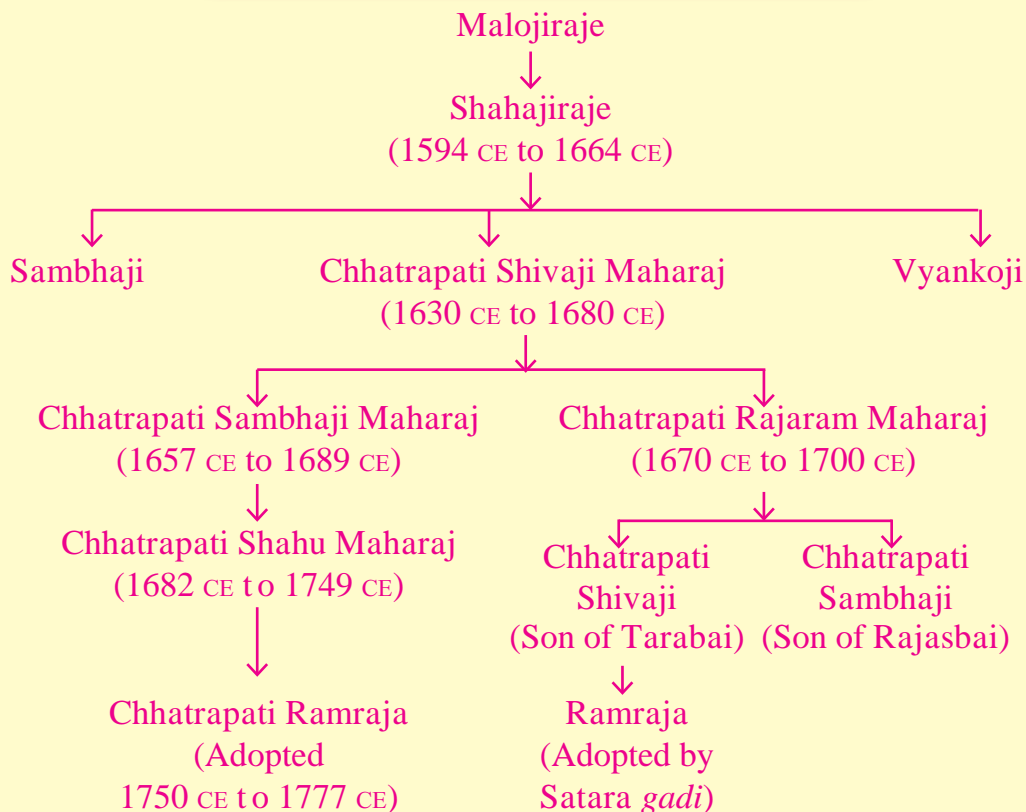 Malojiraje
Shahajiraje
(1594 CE to 1664 CE)
Sambhaji
Chhatrapati Shivaji Maharaj
(1630 CE to 1680 CE)
Vyankoji
Chhatrapati Sambhaji Maharaj
(1657 CE to 1689 CE)
Chhatrapati Rajaram Maharaj
(1670 CE to 1700 CE)
Chhatrapati Shahu Maharaj
(1682 CE to 1749 CE)
Chhatrapati
Shivaji
(Son of Tarabai)
Chhatrapati
Sambhaji
(Son of Rajasbai)
Chhatrapati Ramraja
(Adopted
1750 CE to 1777 CE)
Ramraja
(Adopted by
Satara gadi)